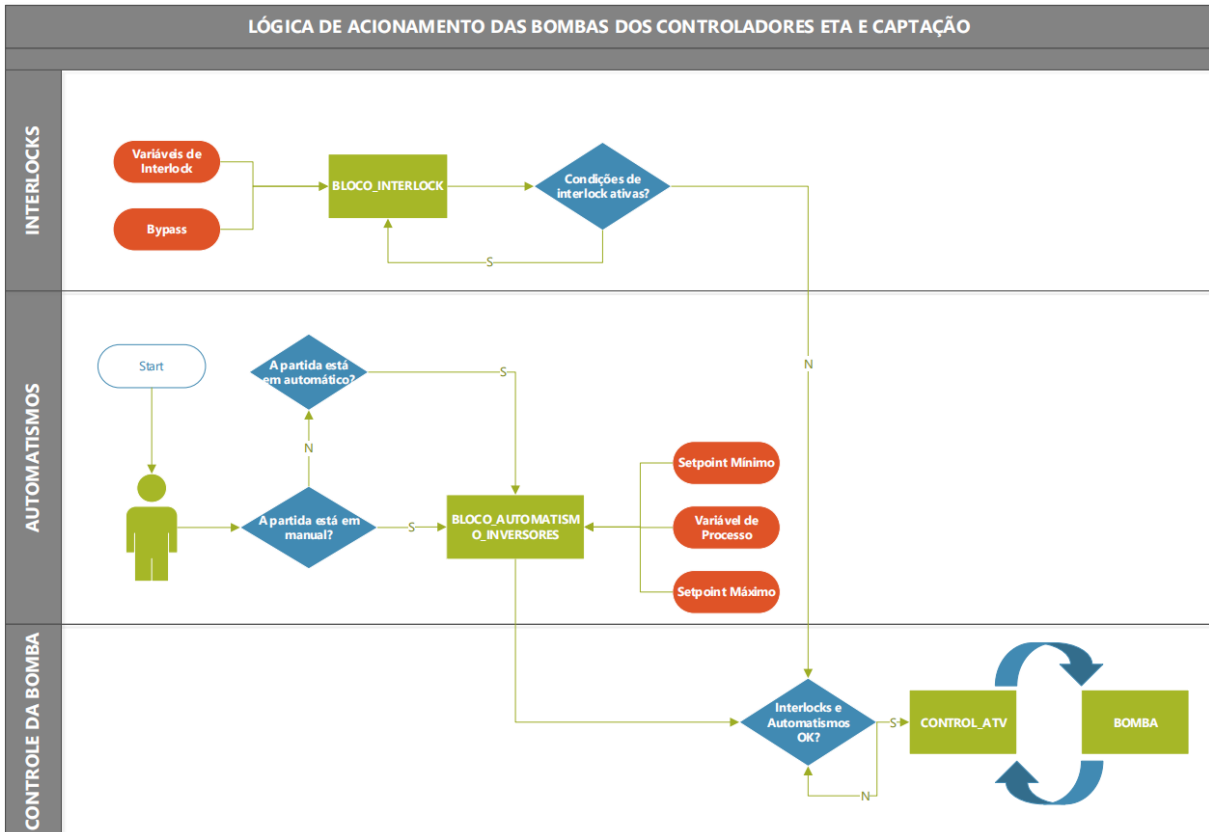 LÓGICA DE ACIONAMENTO DAS BOMBAS DOS CONTROLADORES ETA E CAPTAÇÃO
INTERLOCKS
Variáveis de
Interlock
Bypass
BLOCO_INTERLOCK
Condições de
interlock ativas?
S
N
AUTOMATISMOS
Start
A partida está
em automático?
S
N
A partida está em
manual?
S
BLOCO_AUTOMATISM
O_INVERSORES
Setpoint Mínimo
Variável de
Processo
Setpoint Máximo
CONTROLE DA BOMBA
Interlocks e
Automatismos
OK?
S
N
CONTROL_ATV
BOMBA